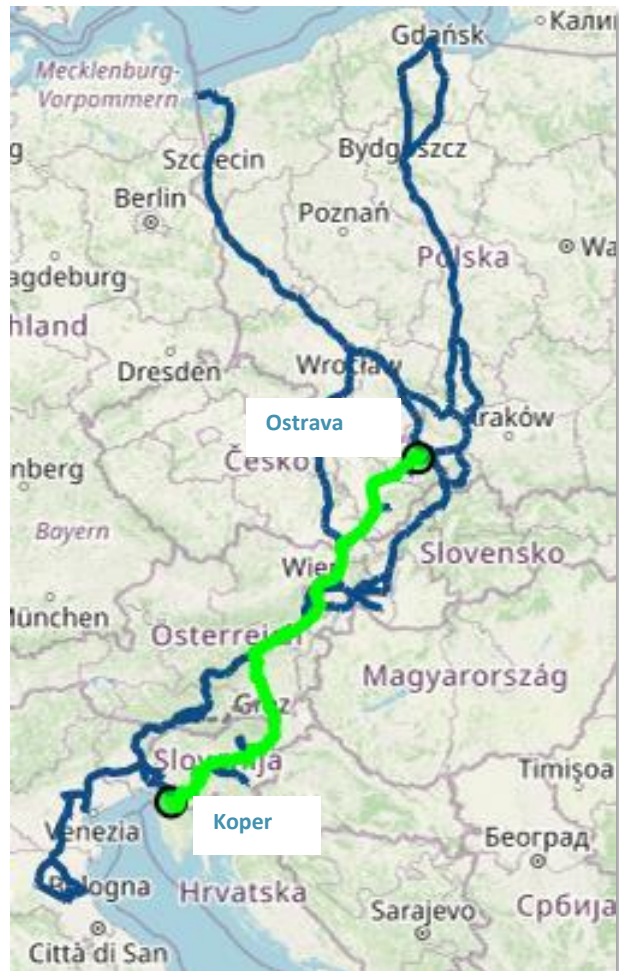 Gdańsk
Кали
Mecklenburg-
Vorpommern
g
Szczecin
Bydgoszcz
Berlin
Poznań
Wa
Polska
agdeburg
hland
Dresden
Wrocław
Ostrava
Kraków
Česko
nberg
Bayern
Wien
Slovensko
München
Österreich
Magyarország
Graz
Slovenija
Timișoa
Koper
Venezia
Београд
Bologna
Hrvatska
Србија
Sarajevo
Città di San